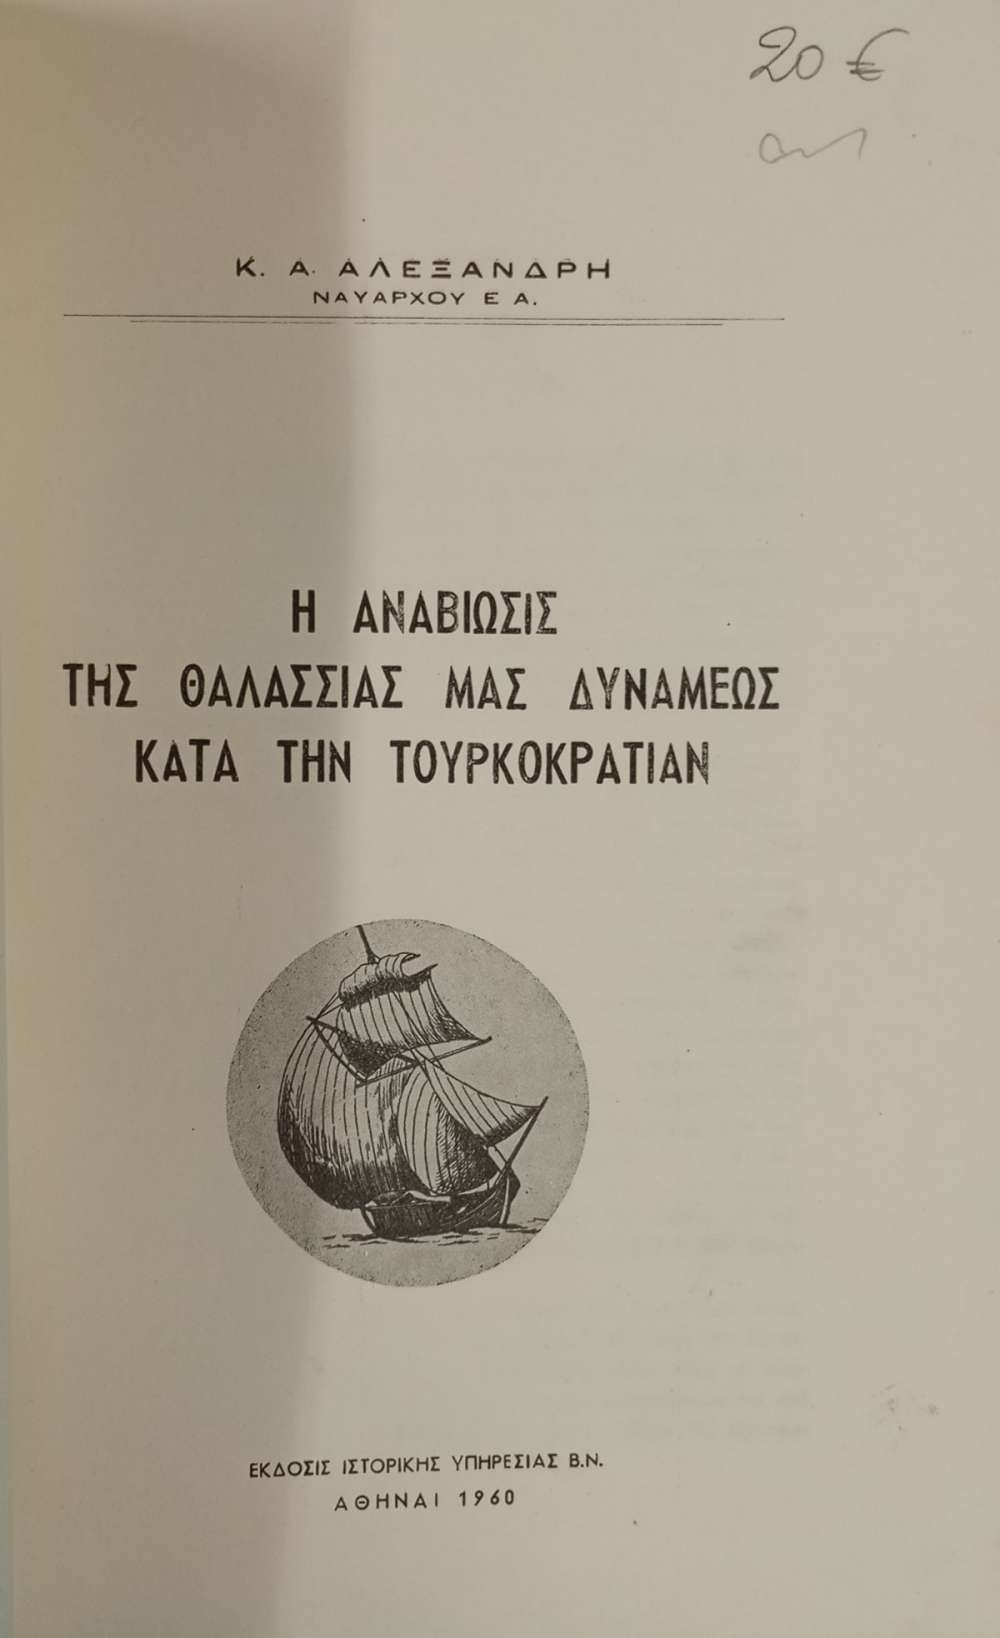 20 €
Κ. Α. ΑΛΕΞΑΝΔΡΗ
ΝΑΥΑΡΧΟΥ Ε Α.
Η ΑΝΑΒΙΩΣΙΣ
ΤΗΣ ΘΑΛΑΣΣΙΑΣ ΜΑΣ ΔΥΝΑΜΕΩΣ
ΚΑΤΑ ΤΗΝ ΤΟΥΡΚΟΚΡΑΤΙΑΝ
ΕΚΔΟΣΙΣ ΙΣΤΟΡΙΚΗΣ ΥΠΗΡΕΣΙΑΣ Β.Ν.
ΑΘΗΝΑΙ 1960